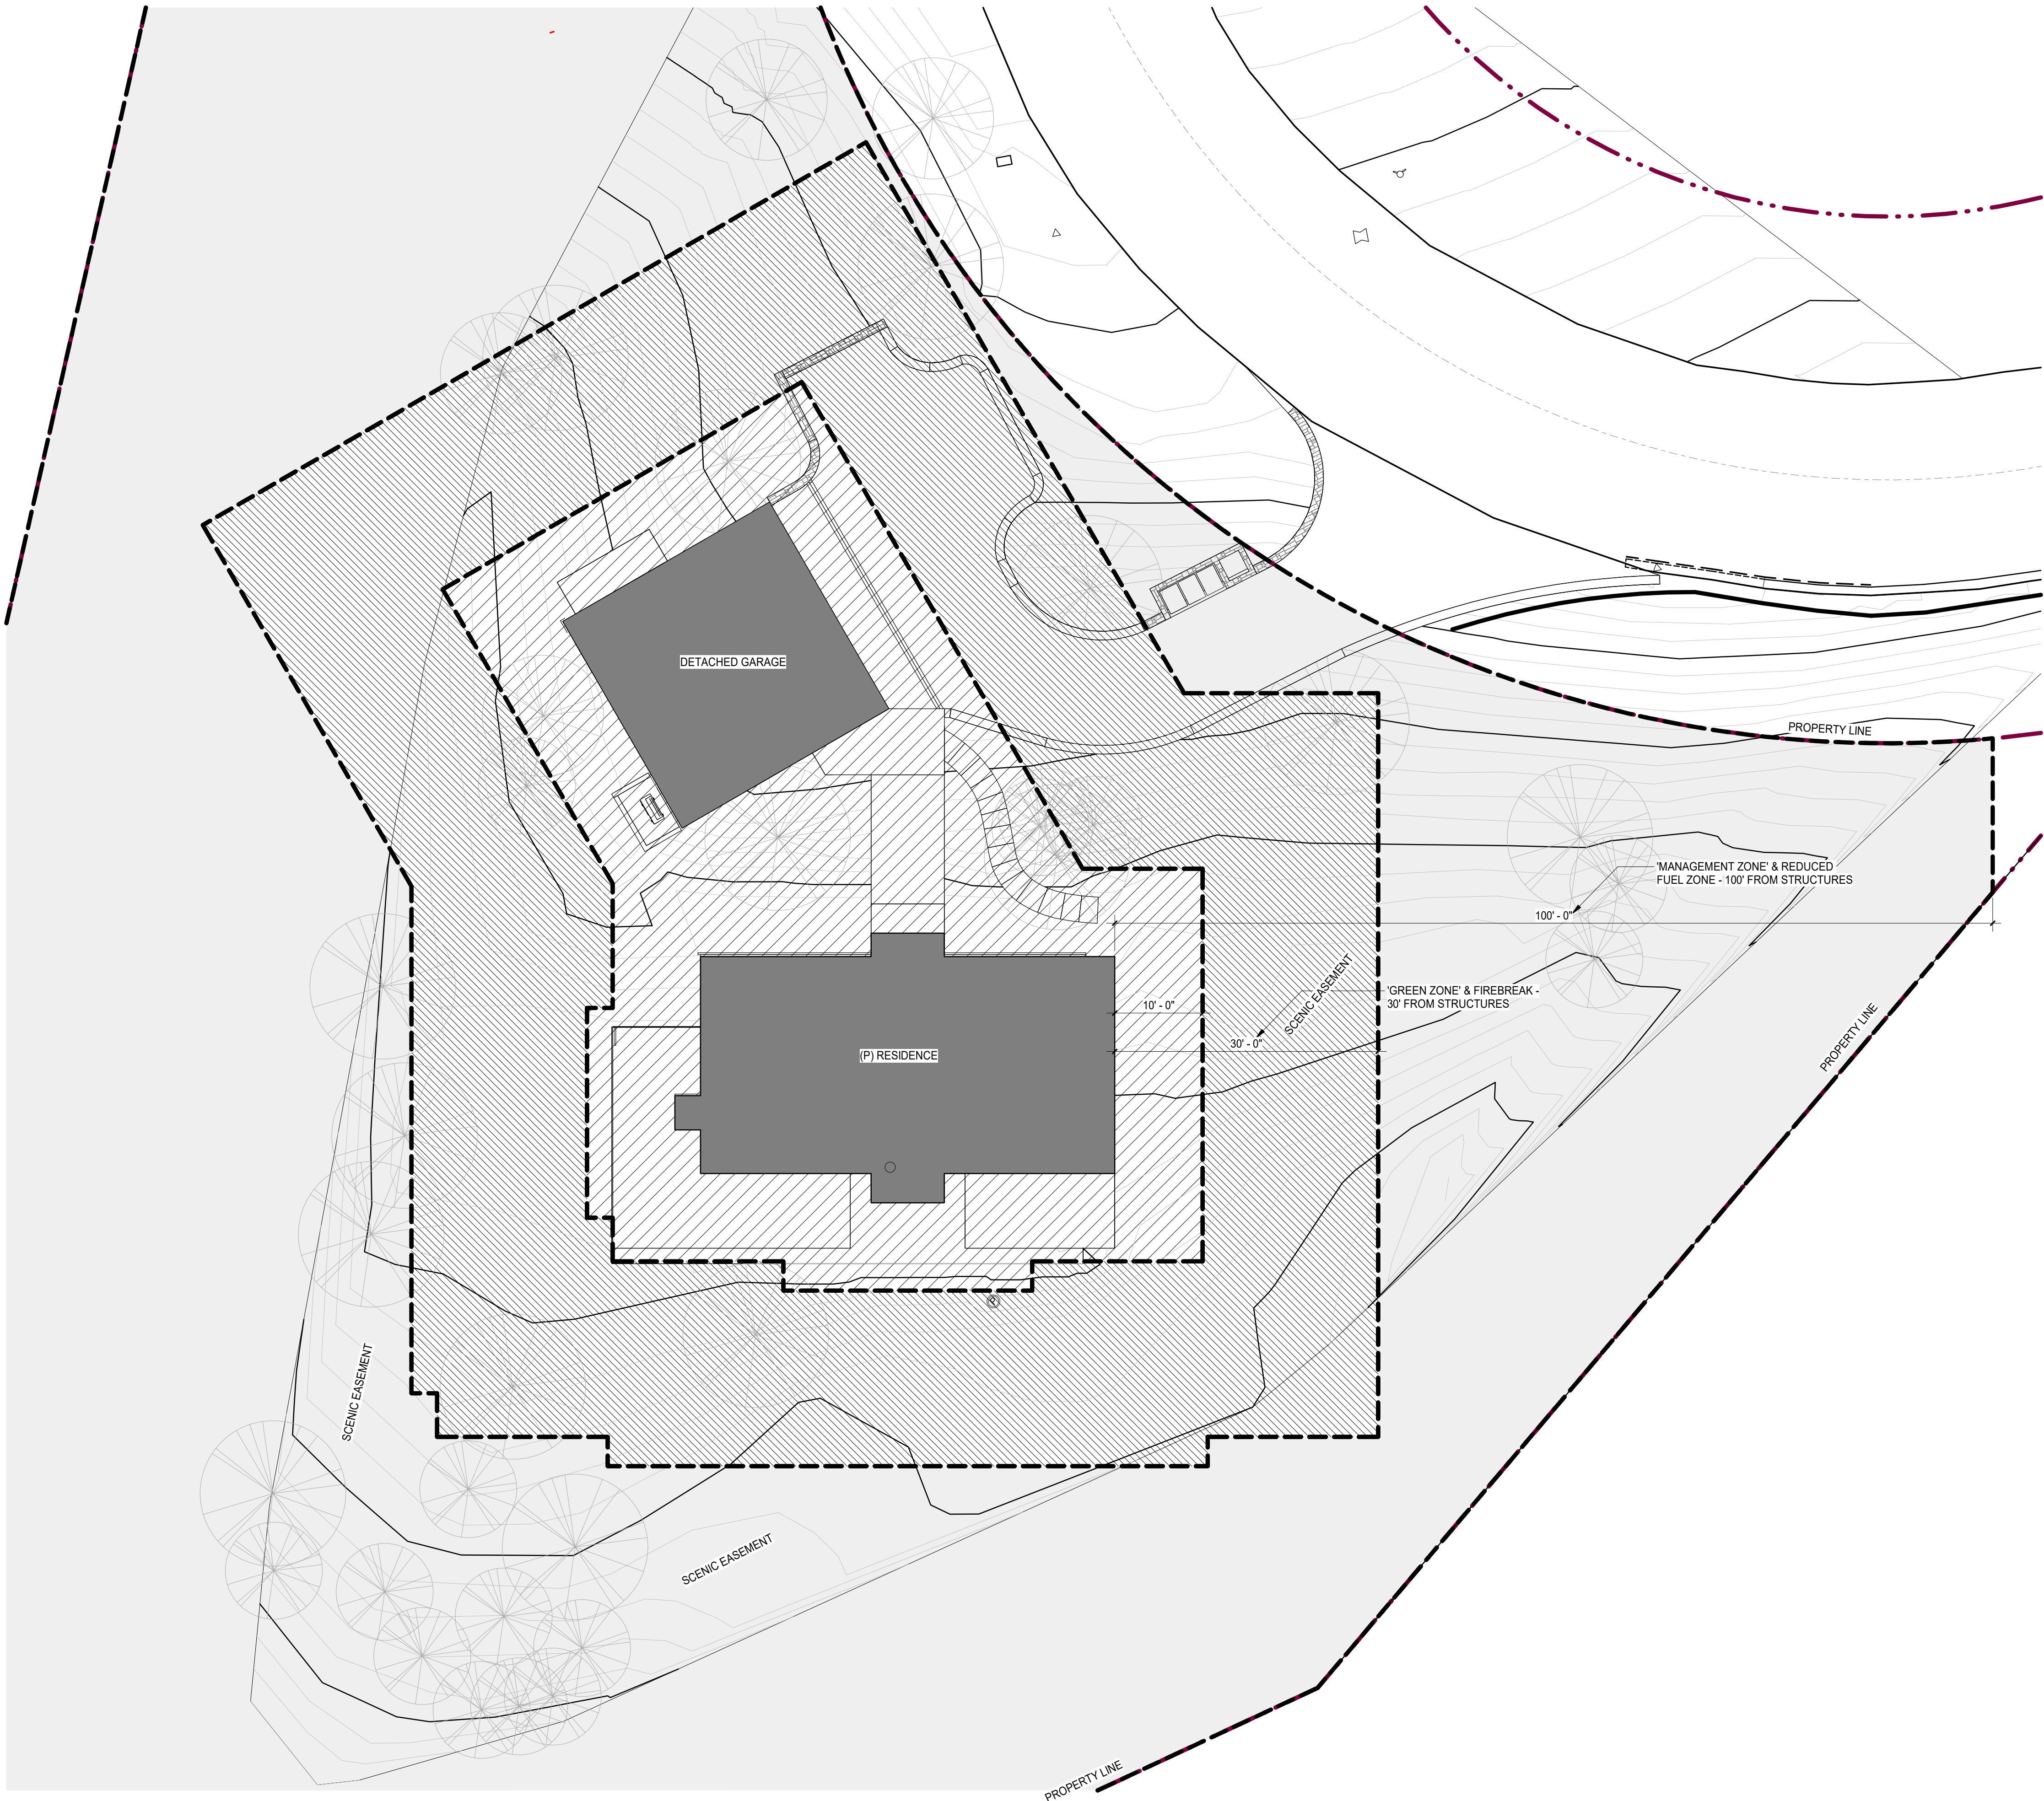 DETACHED GARAGE
PROPERTY LINE
'MANAGEMENT ZONE' & REDUCED
FUEL ZONE - 100' FROM STRUCTURES
100' - 0"
SCENIC EASEMENT
'GREEN ZONE' & FIREBREAK -
30' FROM STRUCTURES
10' - 0"
PROPERTY LINE
30' - 0"
(P) RESIDENCE
P
SCENIC EASEMENT
SCENIC EASEMENT
PROPERTY LINE